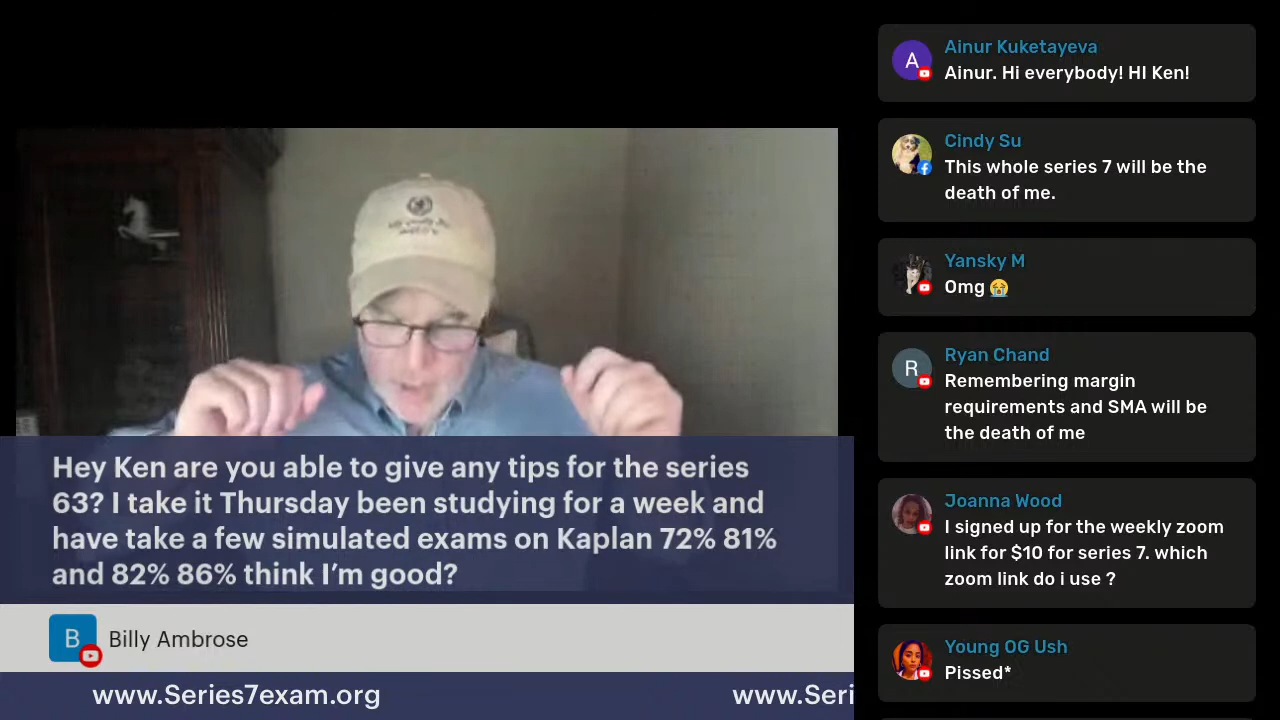 Hey Ken are you able to give any tips for the series
63? I take it Thursday been studying for a week and
have take a few simulated exams on Kaplan 72% 81%
and 82% 86% think I'm good?
B
Billy Ambrose
www.Series7exam.org
www.Seri
A
Ainur Kuketayeva
Ainur. Hi everybody! HI Ken!
Cindy Su
This whole series 7 will be the
death of me.
Yansky M
Omg 😭
R
Ryan Chand
Remembering margin
requirements and SMA will be
the death of me
Joanna Wood
I signed up for the weekly zoom
link for $10 for series 7. which
zoom link do i use ?
Young OG Ush
Pissed*